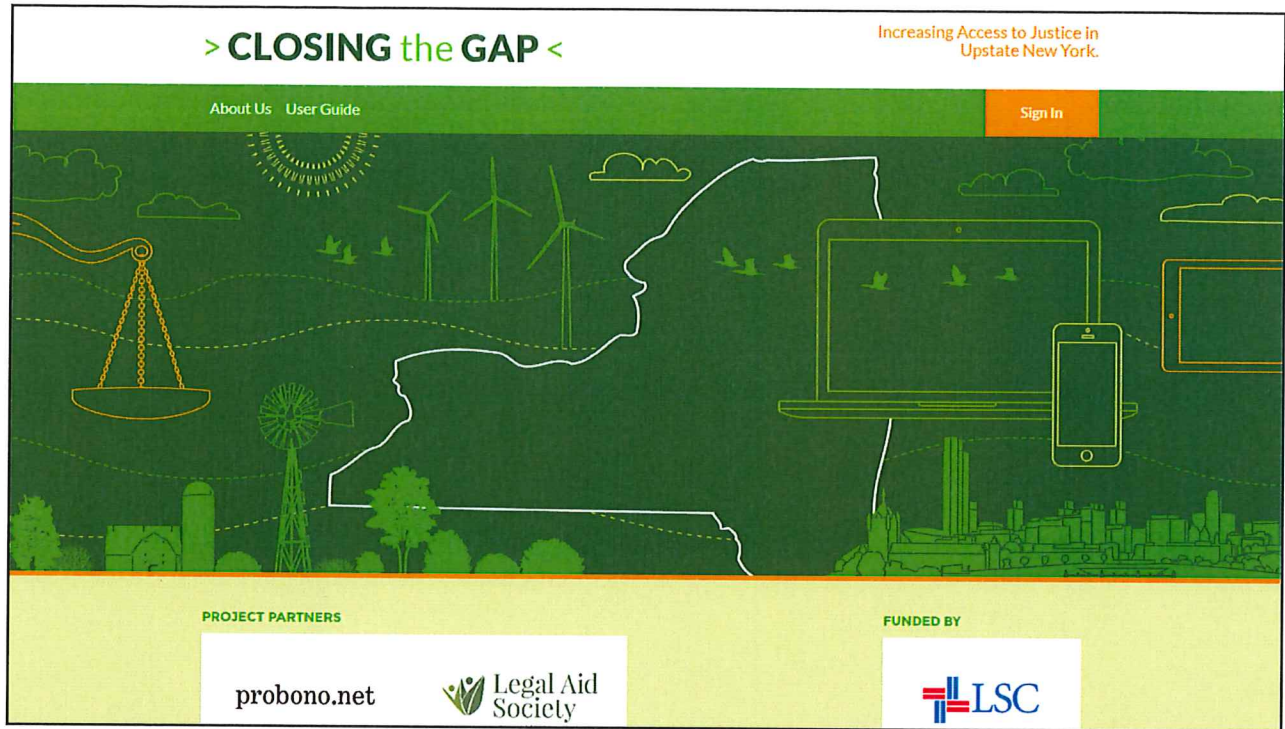 > CLOSING the GAP <
Increasing Access to Justice in
Upstate New York.
About Us User Guide
Sign In
PROJECT PARTNERS
FUNDED BY
probono.net
Legal Aid
Society
LSC